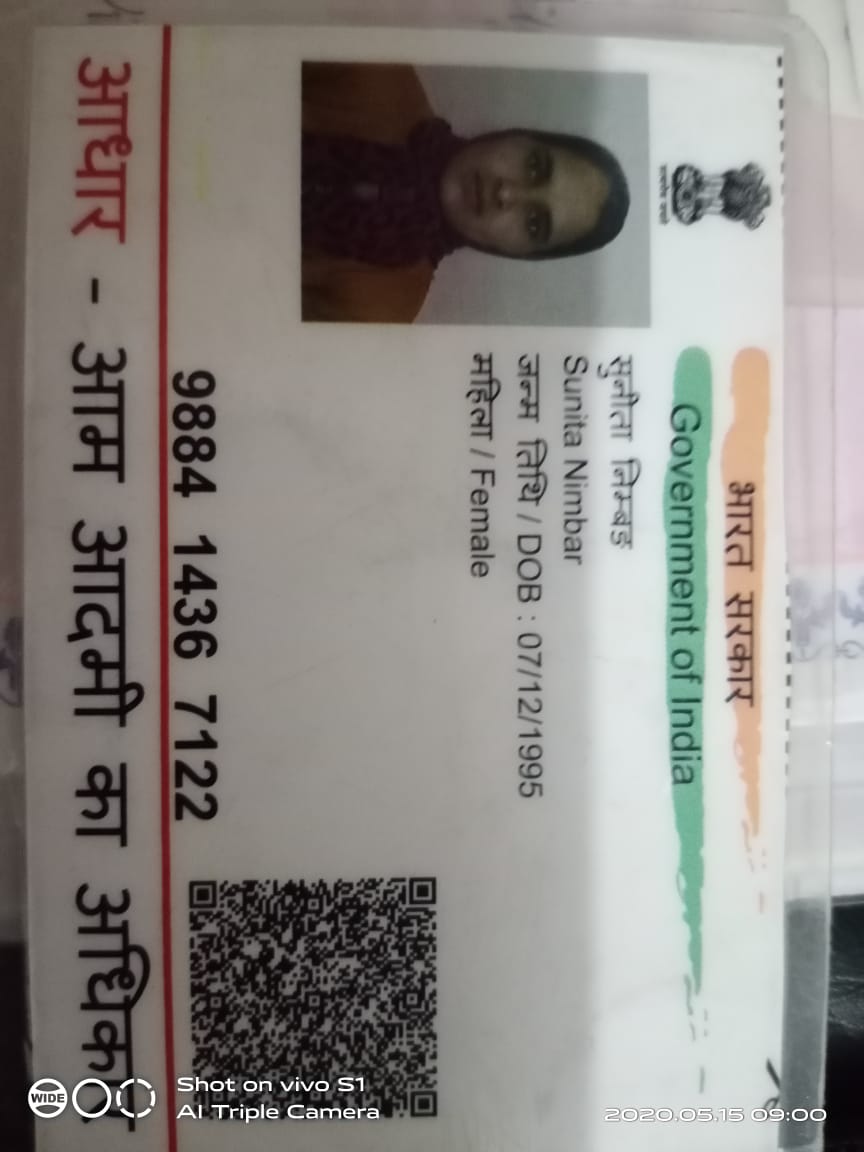 भारत सरकार
Government of India
सुनीता निम्बड
Sunita Nimbar
जन्म तिथि / DOB : 07/12/1995
महिला / Female
9884 1436 7122
आधार - आम आदमी का
WIDE
Shot on vivo S1
AI Triple Camera
2020.05.15 09:00